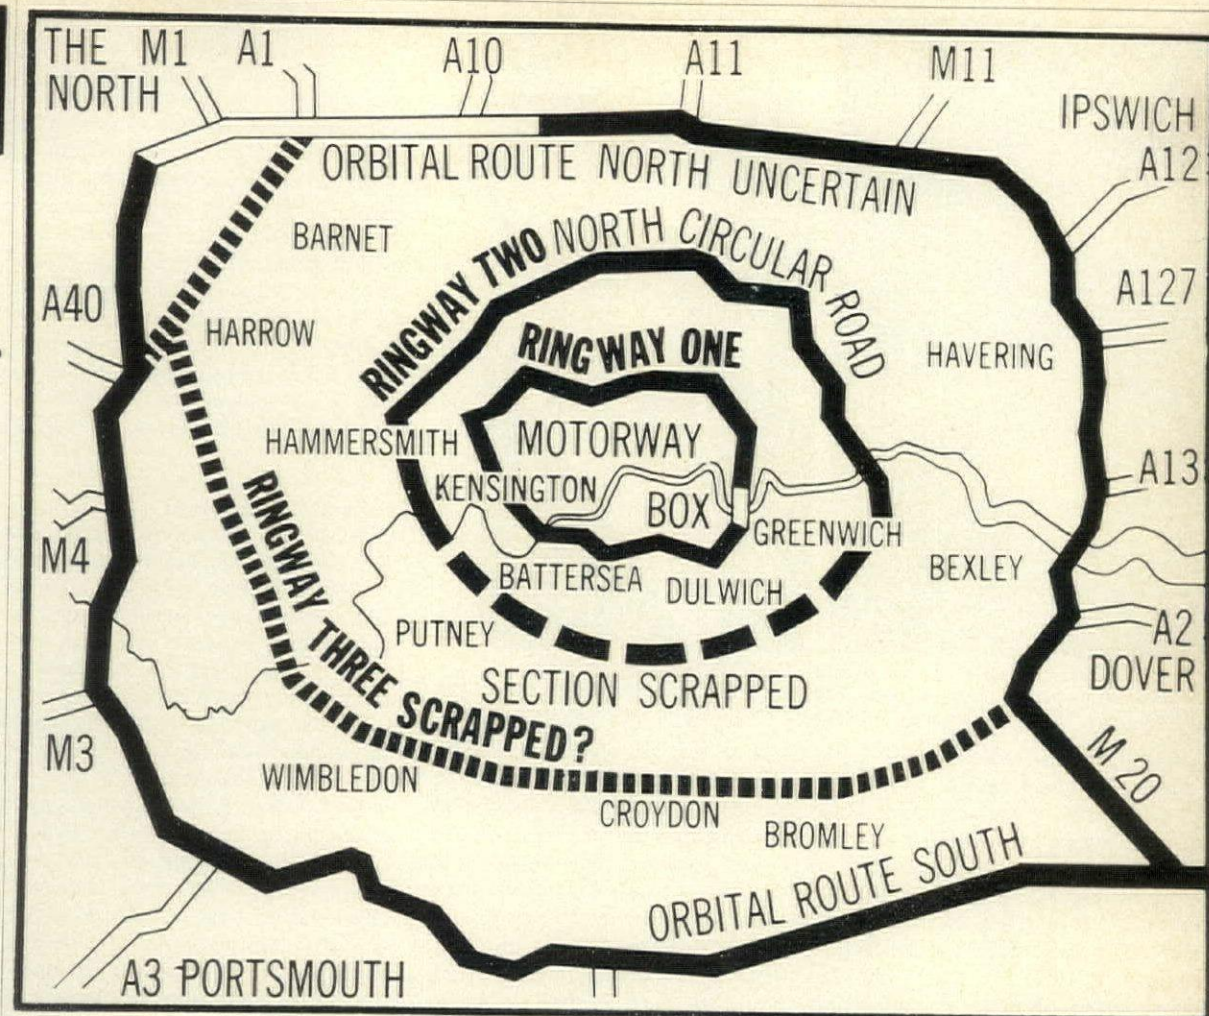 THE M1 A1 A10 A11 M11
NORTH
IPSWICH
A12
ORBITAL ROUTE NORTH UNCERTAIN
BARNET
RINGWAY TWO NORTH CIRCULAR ROAD
A127
A40
HARROW
RINGWAY ONE
HAVERING
HAMMERSMITH
MOTORWAY
KENSINGTON
BOX
A13
GREENWICH
M4
BATTERSEA
DULWICH
BEXLEY
PUTNEY
A2
DOVER
RINGWAY THREE SCRAPPED?
SECTION SCRAPPED
M3
WIMBLEDON
M 20
CROYDON
BROMLEY
ORBITAL ROUTE SOUTH
A3 PORTSMOUTH